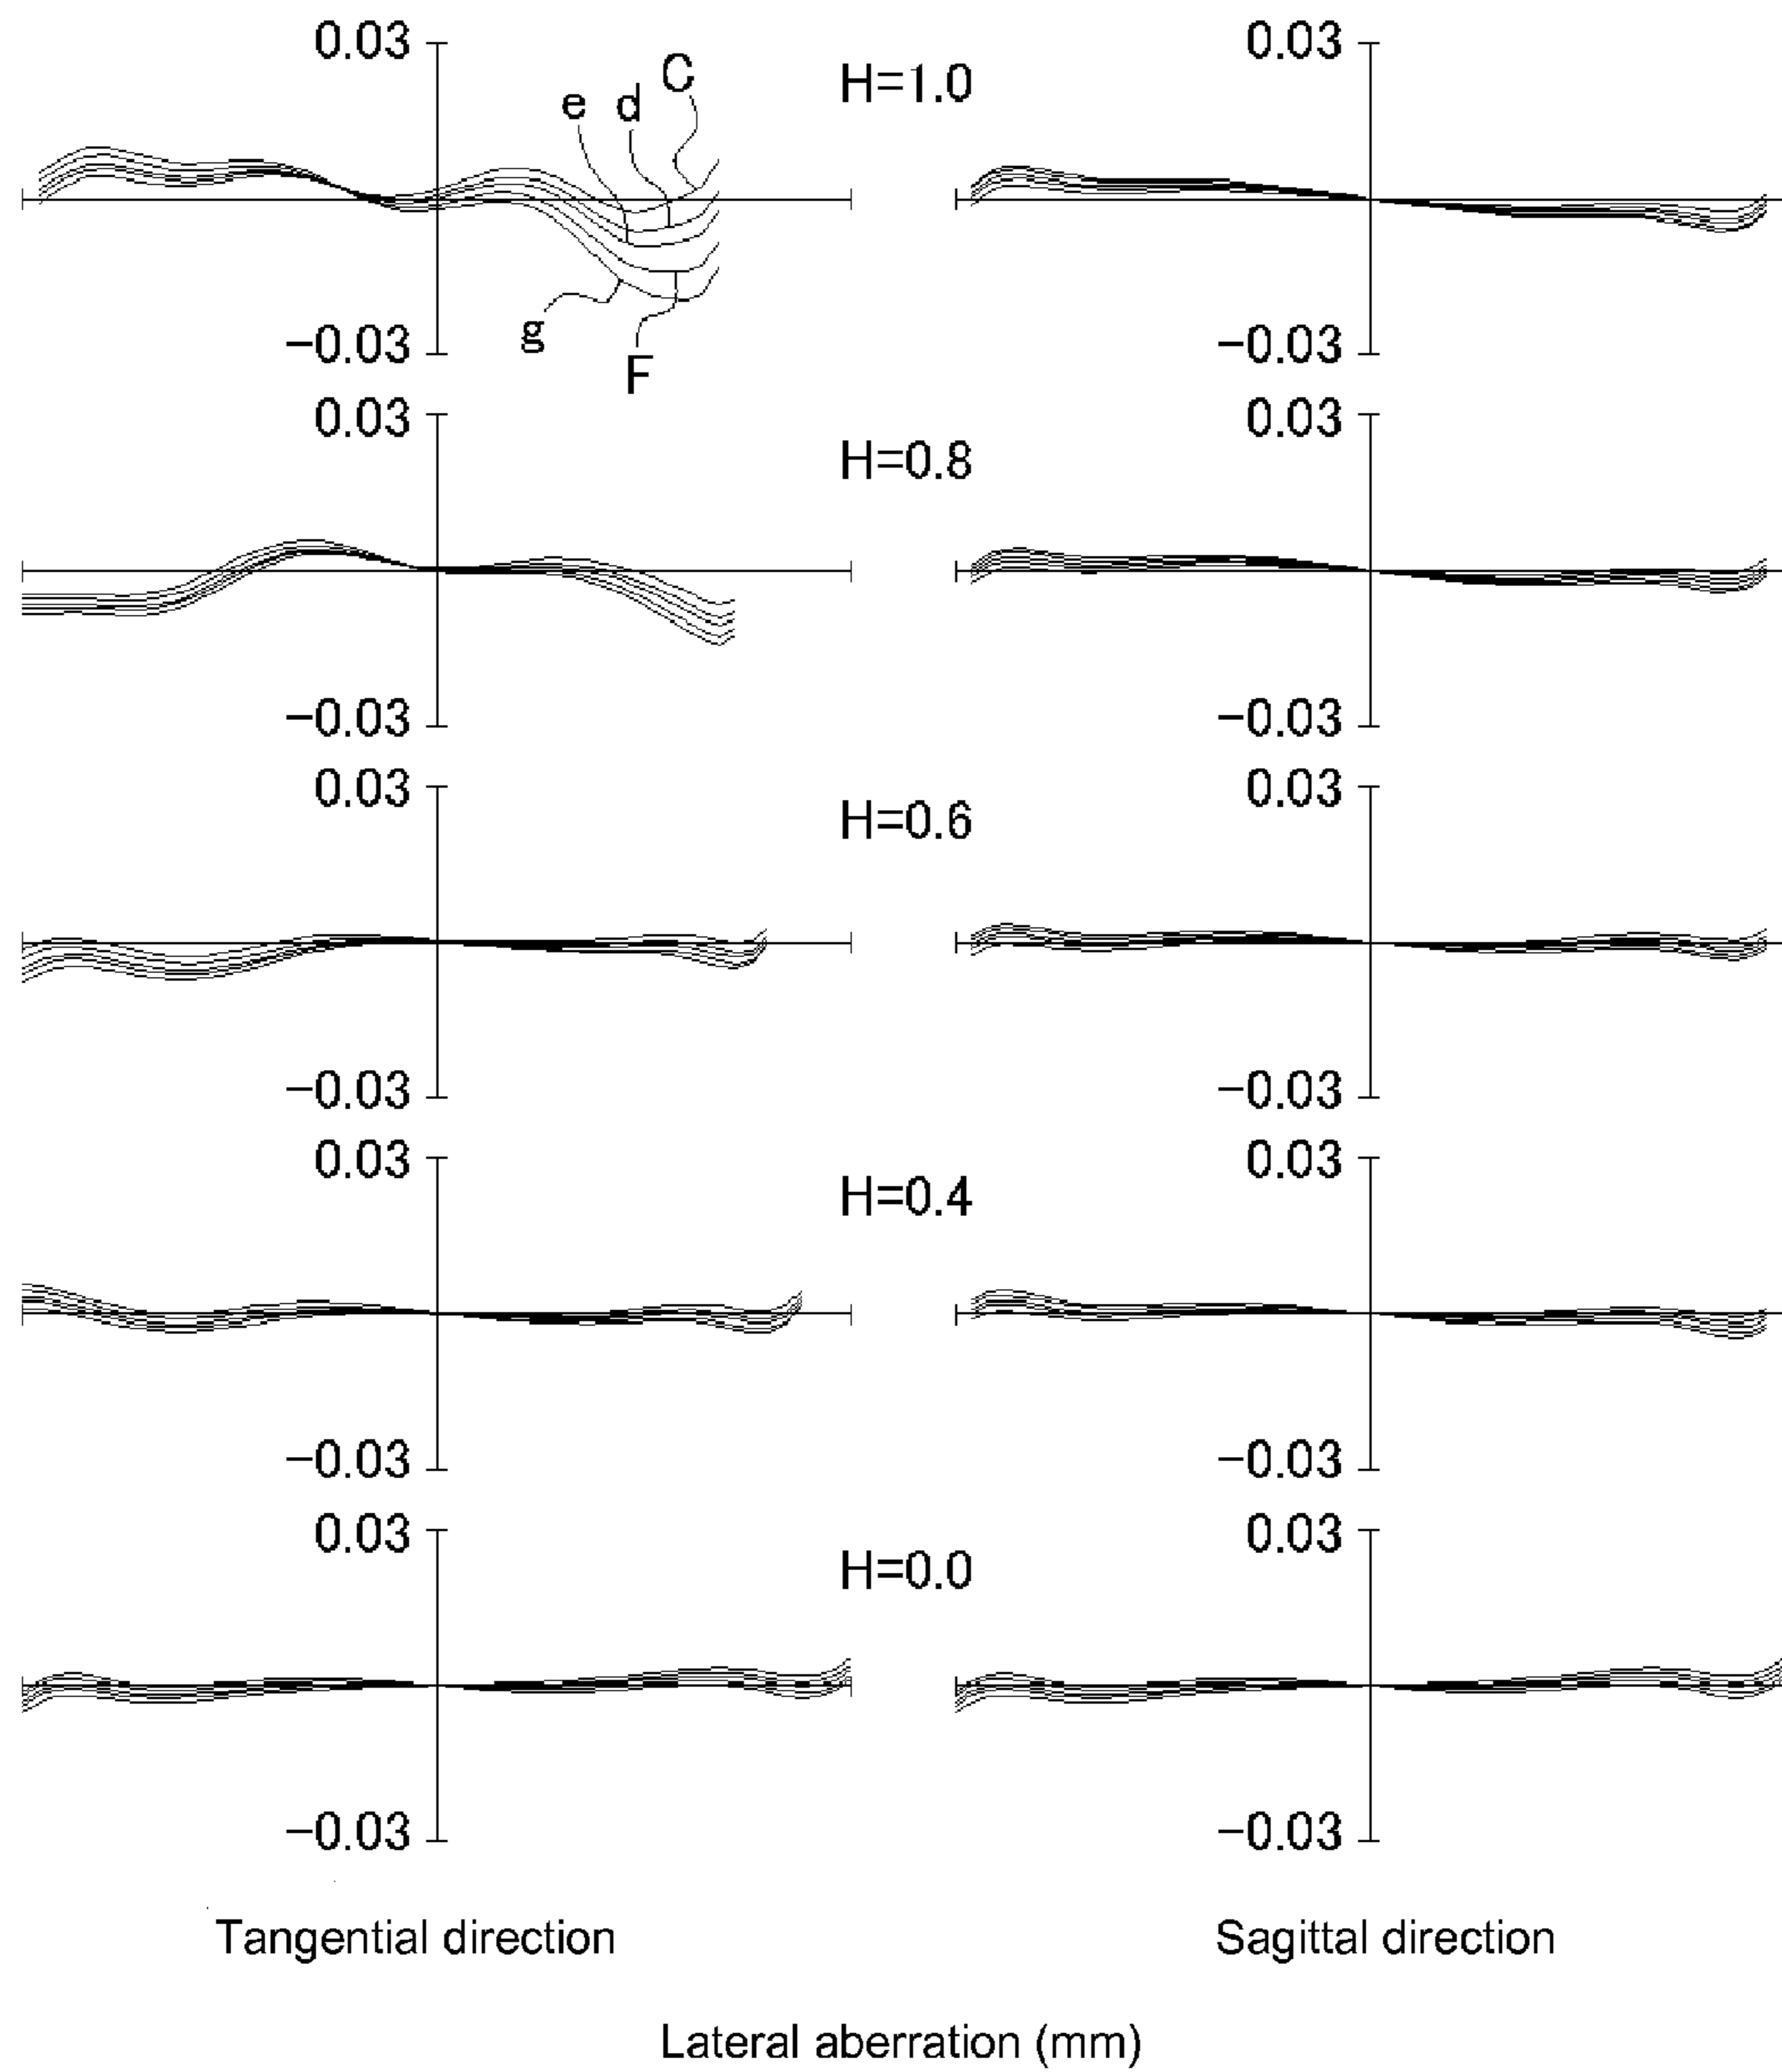 0.03
0.03
C
H=1.0
e
d
g
F
−0.03
−0.03
0.03
0.03
H=0.8
−0.03
−0.03
0.03
0.03
H=0.6
−0.03
−0.03
0.03
0.03
H=0.4
−0.03
−0.03
0.03
0.03
H=0.0
−0.03
−0.03
Tangential direction
Sagittal direction
Lateral aberration (mm)